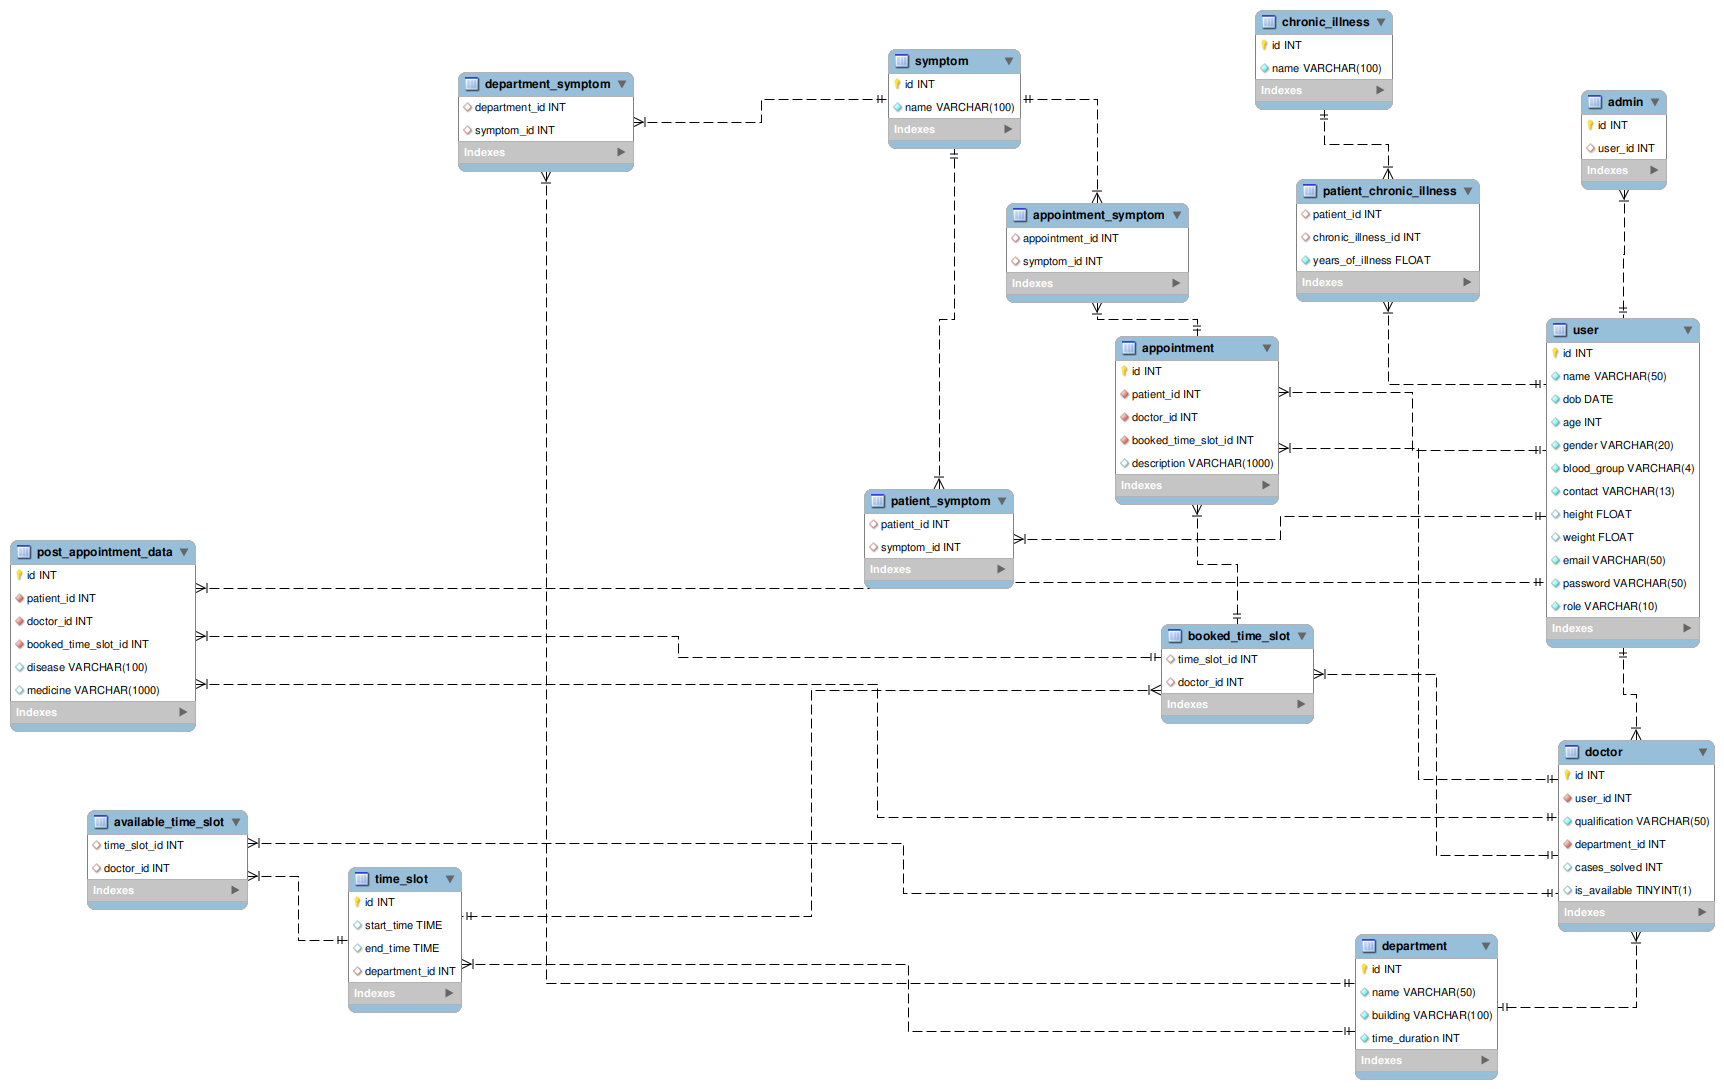 chronic_illness
id INT
name VARCHAR(100)
Indexes
symptom
id INT
name VARCHAR(100)
Indexes
department_symptom
department_id INT
symptom_id INT
Indexes
admin
id INT
user_id INT
Indexes
patient_chronic_illness
patient_id INT
chronic_illness_id INT
years_of_illness FLOAT
Indexes
appointment_symptom
appointment_id INT
symptom_id INT
Indexes
user
id INT
name VARCHAR(50)
dob DATE
age INT
gender VARCHAR(20)
blood_group VARCHAR(4)
contact VARCHAR(13)
height FLOAT
weight FLOAT
email VARCHAR(50)
password VARCHAR(50)
role VARCHAR(10)
Indexes
appointment
id INT
patient_id INT
doctor_id INT
booked_time_slot_id INT
description VARCHAR(1000)
Indexes
patient_symptom
patient_id INT
symptom_id INT
Indexes
post_appointment_data
id INT
patient_id INT
doctor_id INT
booked_time_slot_id INT
disease VARCHAR(100)
medicine VARCHAR(1000)
Indexes
booked_time_slot
time_slot_id INT
doctor_id INT
Indexes
doctor
id INT
user_id INT
qualification VARCHAR(50)
department_id INT
cases_solved INT
is_available TINYINT(1)
Indexes
available_time_slot
time_slot_id INT
doctor_id INT
Indexes
time_slot
id INT
start_time TIME
end_time TIME
department_id INT
Indexes
department
id INT
name VARCHAR(50)
building VARCHAR(100)
time_duration INT
Indexes